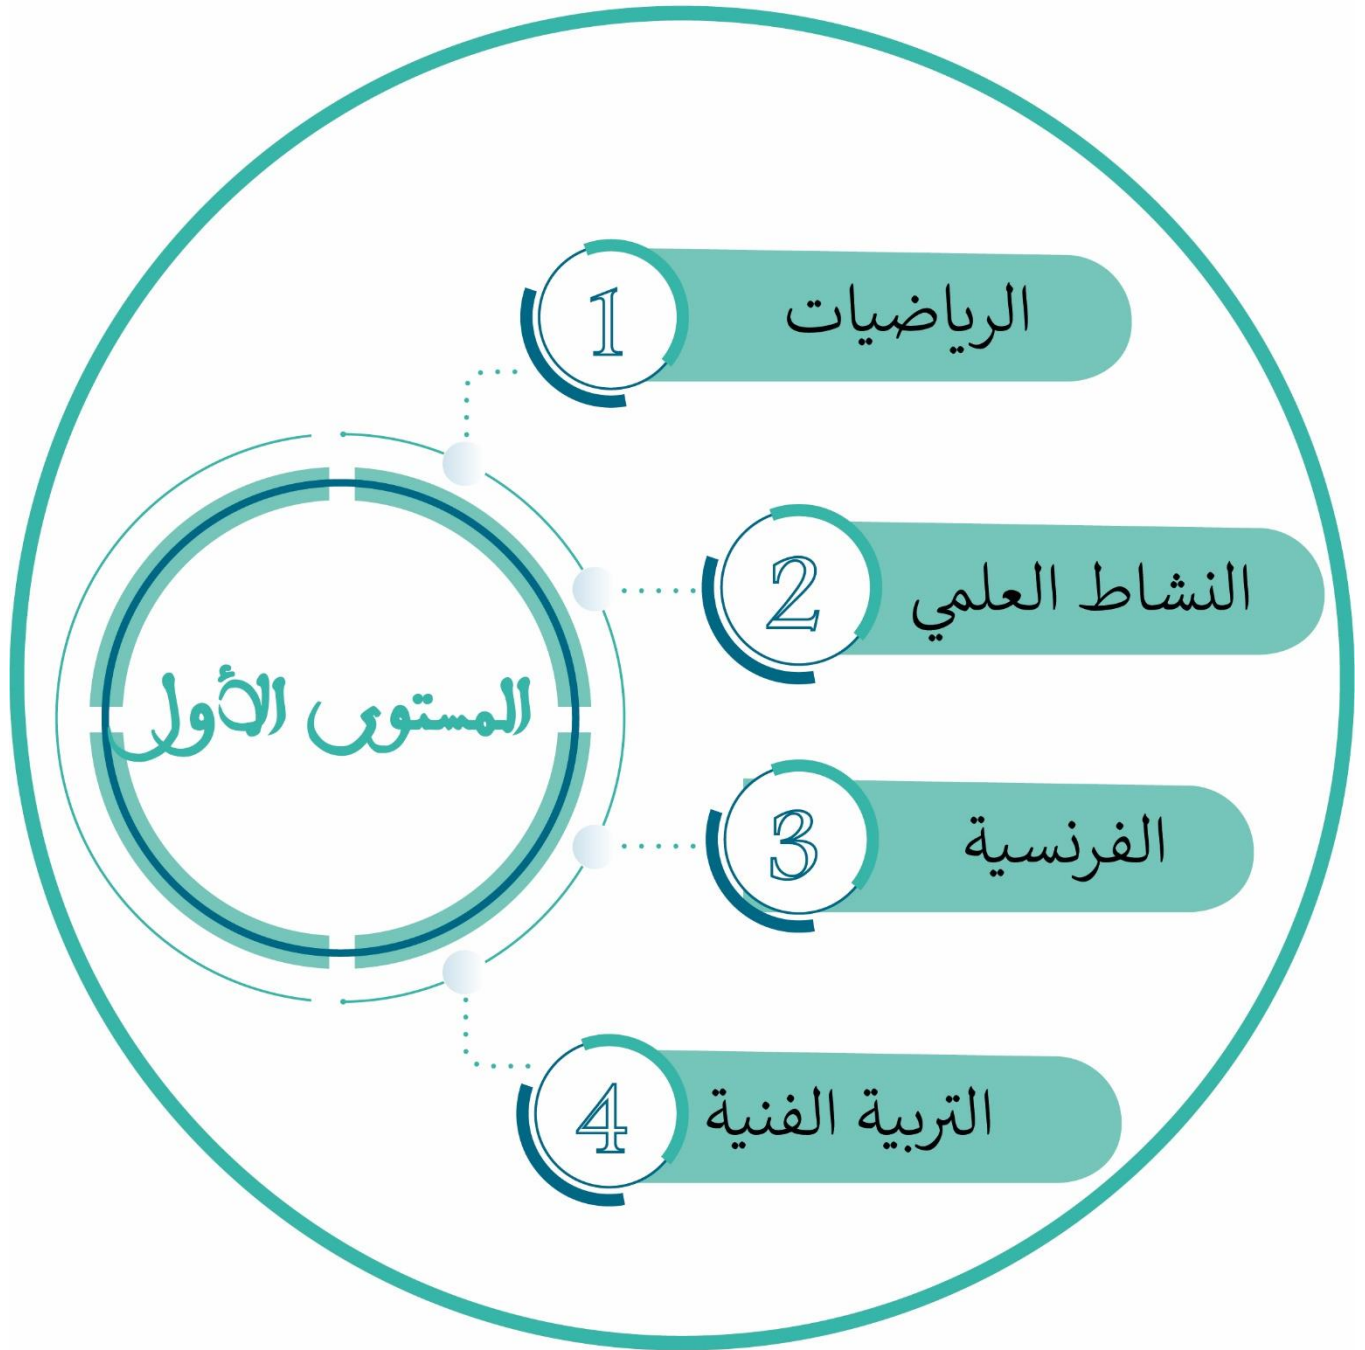 المستوى الأول
1
الرياضيات
2
النشاط العلمي
3
الفرنسية
4
التربية الفنية